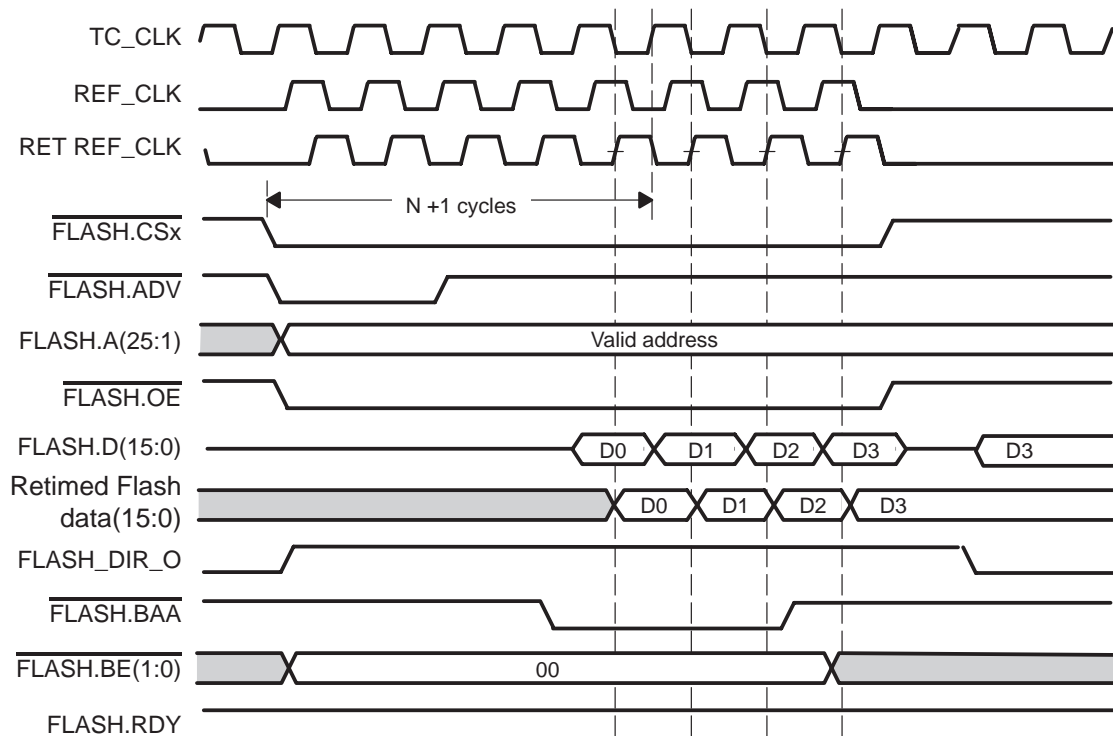 TC_CLK
REF_CLK
RET REF_CLK
N +1 cycles
FLASH.CSx
FLASH.ADV
FLASH.A(25:1) Valid address
FLASH.OE
FLASH.D(15:0) D0 D1 D2 D3 D3
Retimed Flash
data(15:0) D0 D1 D2 D3
FLASH_DIR_O
FLASH.BAA
FLASH.BE(1:0) 00
FLASH.RDY